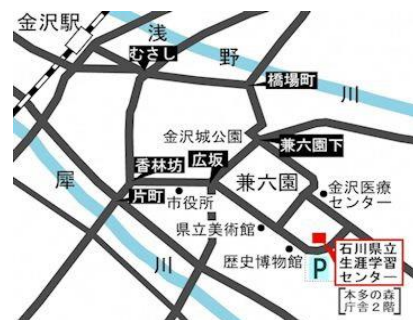 金沢駅
浅
野
川
むさし
橋場町
金沢城公園
兼六園下
香林坊
広坂
兼六園
金沢医療
センター
片町
市役所
犀
川
県立美術館
歴史博物館
P
石川県立
生涯学習
センター
本多の森
庁舎2階